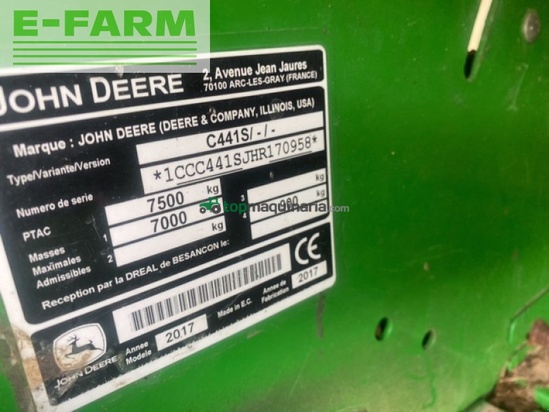 E-FARM
JOHN DEERE
2, Avenue Jean Jaures
70100 ARC-LES-GRAY (FRANCE)
Marque : JOHN DEERE (DEERE & COMPANY, ILLINOIS, USA)
Type/Variante/Version C441S/ - / -
Numero de serie *1CCC441SJHR170958*
PTAC 7500 kg
Masses Maximales Admissibles 1 7000 kg 3 kg
2 kg 4 kg
topmaquinaria.com
Reception par la DREAL de BESANCON le:
CE
Annee Modele 2017 Made in E.C. Annee de Fabrication 2017
JOHN DEERE